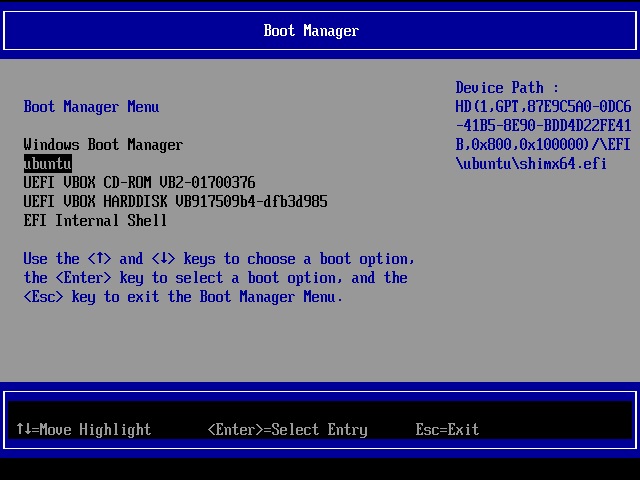 Boot Manager
Device Path :
Boot Manager Menu
HD(1,GPT,87E9C5A0-0DC6
-41B5-8E90-BDD4D22FE41
Windows Boot Manager
B,0x800,0x100000)/\EFI
ubuntu
\ubuntu\shimx64.efi
UEFI VBOX CD-ROM VB2-01700376
UEFI VBOX HARDDISK VB917509b4-dfb3d985
EFI Internal Shell
Use the <↑> and <↓> keys to choose a boot option,
the <Enter> key to select a boot option, and the
<Esc> key to exit the Boot Manager Menu.
↑↓=Move Highlight <Enter>=Select Entry Esc=Exit